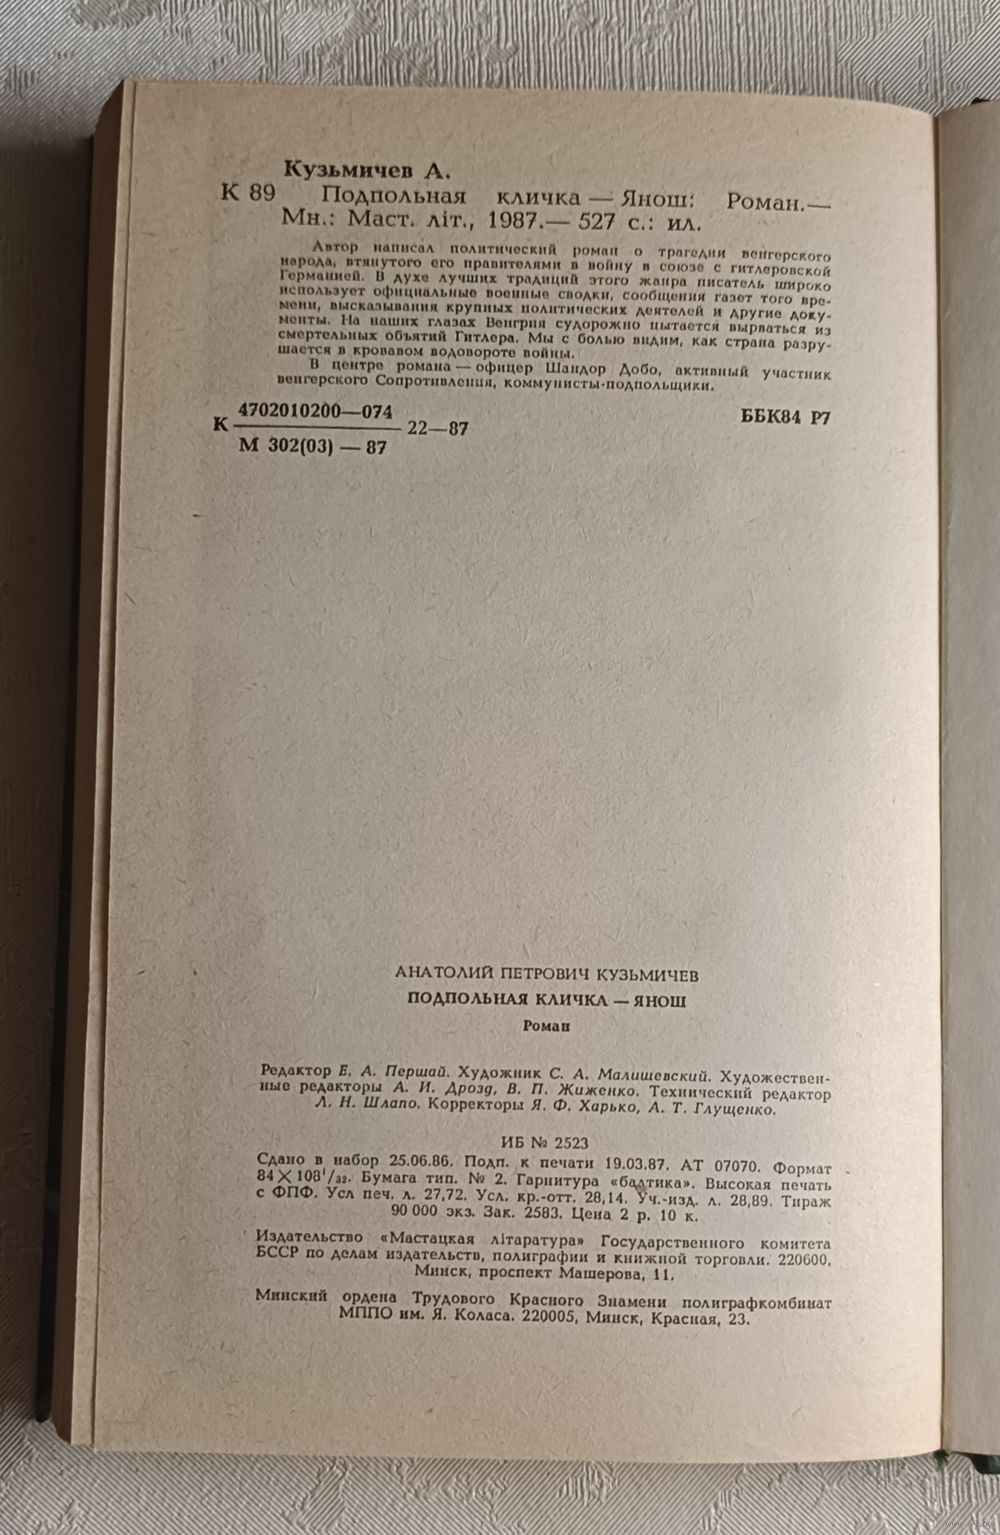 Кузьмичев А.
К 89 Подпольная кличка — Янош: Роман.—
Мн.: Маст. літ., 1987.— 527 с.: ил.
Автор написал политический роман о трагедии венгерского
народа, втянутого его правителями в войну в союзе с гитлеровской
Германией. В духе лучших традиций этого жанра писатель широко
использует официальные военные сводки, сообщения газет того вре-
мени, высказывания крупных политических деятелей и другие доку-
менты. На наших глазах Венгрия судорожно пытается вырваться из
смертельных объятий Гитлера. Мы с болью видим, как страна разру-
шается в кровавом водовороте войны.
В центре романа — офицер Шандор Добо, активный участник
венгерского Сопротивления, коммунисты-подпольщики.
4702010200—074
К 22—87 ББК84 Р7
М 302(03) — 87
АНАТОЛИЙ ПЕТРОВИЧ КУЗЬМИЧЕВ
ПОДПОЛЬНАЯ КЛИЧКА — ЯНОШ
Роман
Редактор Е. А. Першай. Художник С. А. Малишевский. Художествен-
ные редакторы А. И. Дрозд, В. П. Жиженко. Технический редактор
Л. Н. Шлапо. Корректоры Я. Ф. Харько, А. Т. Глущенко.
ИБ № 2523
Сдано в набор 25.06.86. Подп. к печати 19.03.87. АТ 07070. Формат
84×108¹/₃₂. Бумага тип. № 2. Гарнитура «балтика». Высокая печать
с ФПФ. Усл печ. л. 27,72. Усл. кр.-отт. 28,14. Уч.-изд. л. 28,89. Тираж
90 000 экз. Зак. 2583. Цена 2 р. 10 к.
Издательство «Мастацкая літаратура» Государственного комитета
БССР по делам издательств, полиграфии и книжной торговли. 220600,
Минск, проспект Машерова, 11.
Минский ордена Трудового Красного Знамени полиграфкомбинат
МППО им. Я. Коласа. 220005, Минск, Красная, 23.